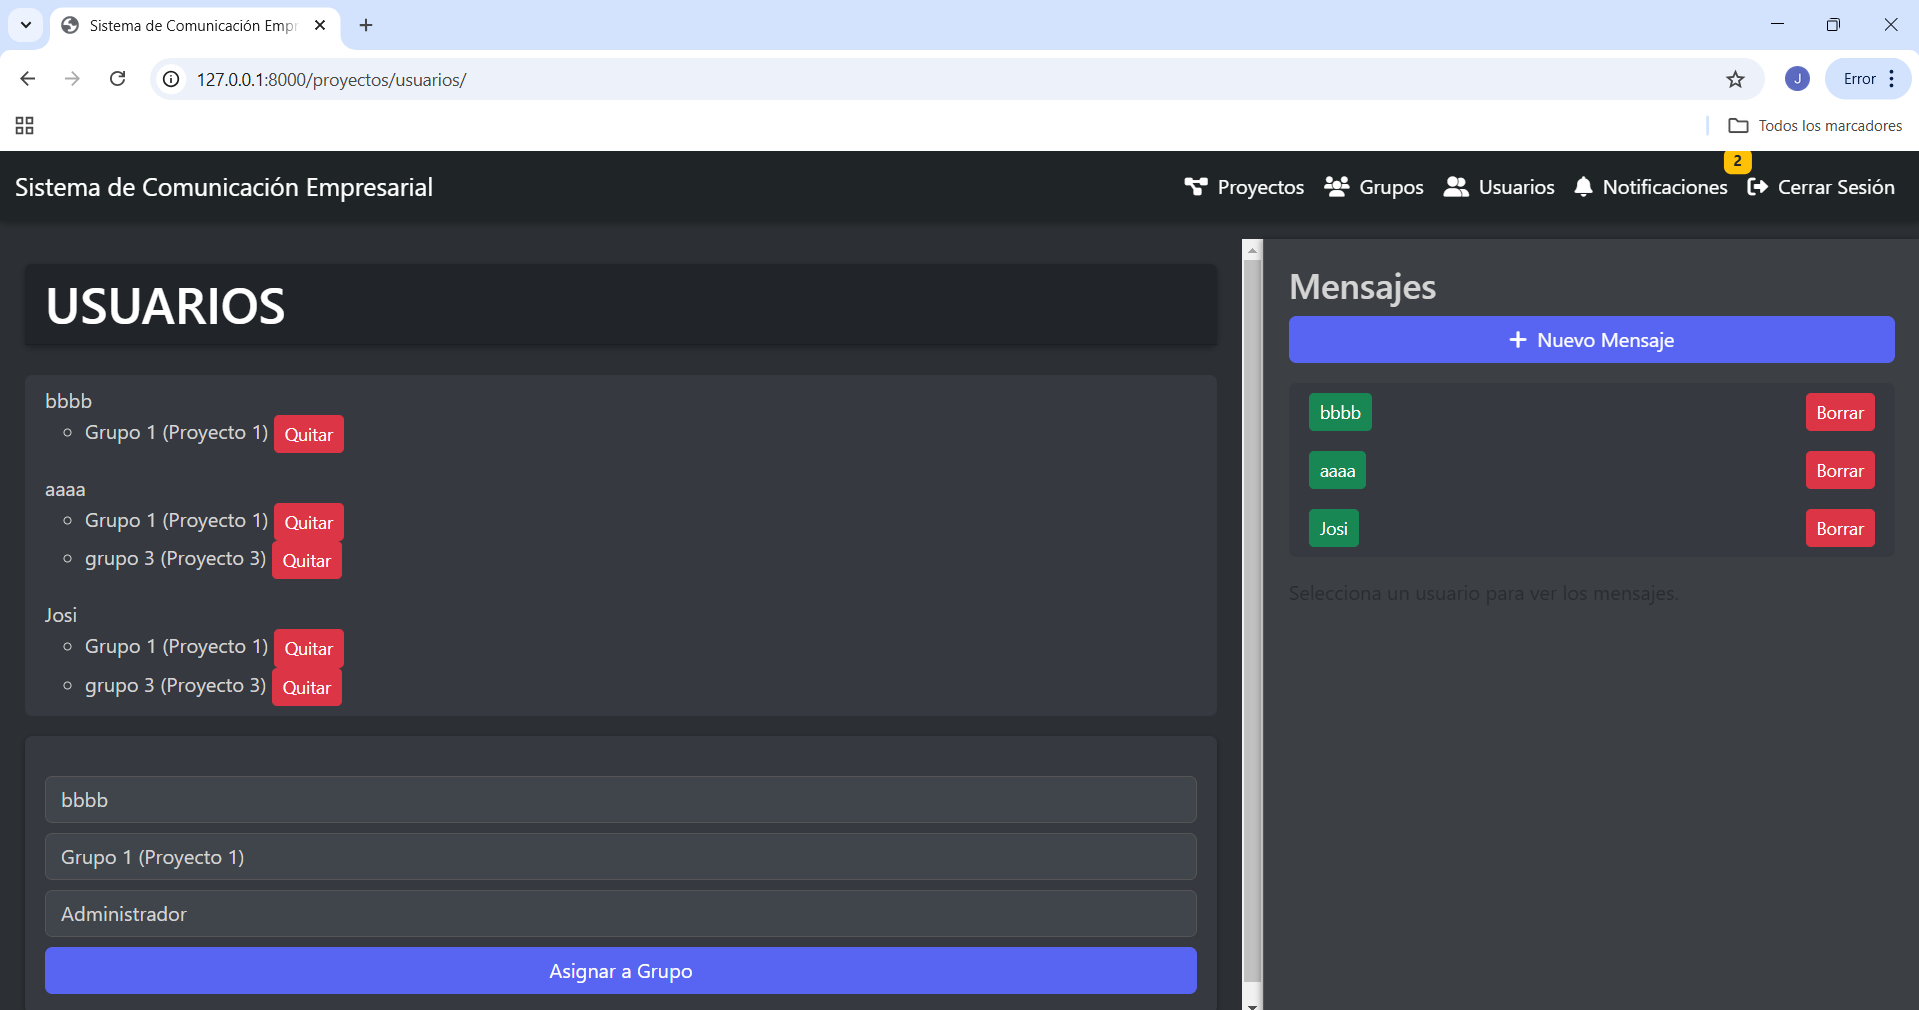 Sistema de Comunicación Empr
127.0.0.1:8000/proyectos/usuarios/
J
Error
Todos los marcadores
Sistema de Comunicación Empresarial
Proyectos
Grupos
Usuarios
Notificaciones
2
Cerrar Sesión
USUARIOS
bbbb
Grupo 1 (Proyecto 1) Quitar
aaaa
Grupo 1 (Proyecto 1) Quitar
grupo 3 (Proyecto 3) Quitar
Josi
Grupo 1 (Proyecto 1) Quitar
grupo 3 (Proyecto 3) Quitar
bbbb
Grupo 1 (Proyecto 1)
Administrador
Asignar a Grupo
Mensajes
Nuevo Mensaje
bbbb Borrar
aaaa Borrar
Josi Borrar
Selecciona un usuario para ver los mensajes.